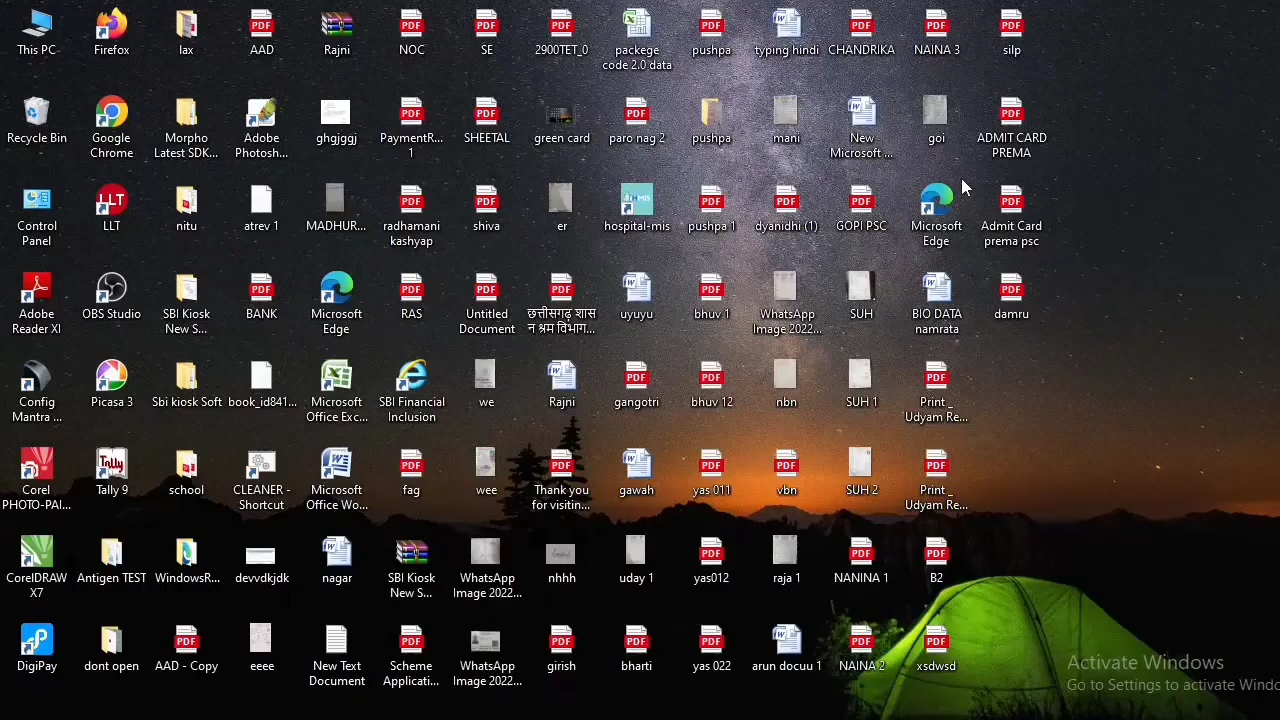 This PC
Firefox
lax
AAD
Rajni
NOC
SE
2900TET_0
packege
code 2.0 data
pushpa
typing hindi
CHANDRIKA
NAINA 3
silp
Recycle Bin
Google
Chrome
Morpho
Latest SDK...
Adobe
Photosh...
ghgjggj
PaymentR...
1
SHEETAL
green card
paro nag 2
pushpa
mani
New
Microsoft ...
goi
ADMIT CARD
PREMA
Control
Panel
LLT
nitu
atrev 1
MADHUR...
radhamani
kashyap
shiva
er
hospital-mis
pushpa 1
dyanidhi (1)
GOPI PSC
Microsoft
Edge
Admit Card
prema psc
Adobe
Reader XI
OBS Studio
SBI Kiosk
New S...
BANK
Microsoft
Edge
RAS
Untitled
Document
छत्तीसगढ़ शास
न श्रम विभाग...
uyuyu
bhuv 1
WhatsApp
Image 2022...
SUH
BIO DATA
namrata
damru
Config
Mantra ...
Picasa 3
Sbi kiosk Soft
book_id841...
Microsoft
Office Exc...
SBI Financial
Inclusion
we
Rajni
gangotri
bhuv 12
nbn
SUH 1
Print _
Udyam Re...
Corel
PHOTO-PAI...
Tally 9
school
CLEANER -
Shortcut
Microsoft
Office Wo...
fag
wee
Thank you
for visitin...
gawah
yas 011
vbn
SUH 2
Print _
Udyam Re...
CorelDRAW
X7
Antigen TEST
WindowsR...
devvdkjdk
nagar
SBI Kiosk
New S...
WhatsApp
Image 2022...
nhhh
uday 1
yas012
raja 1
NANINA 1
B2
DigiPay
dont open
AAD - Copy
eeee
New Text
Document
Scheme
Applicati...
WhatsApp
Image 2022...
girish
bharti
yas 022
arun docuu 1
NAINA 2
xsdwsd
Activate Windows
Go to Settings to activate Windo